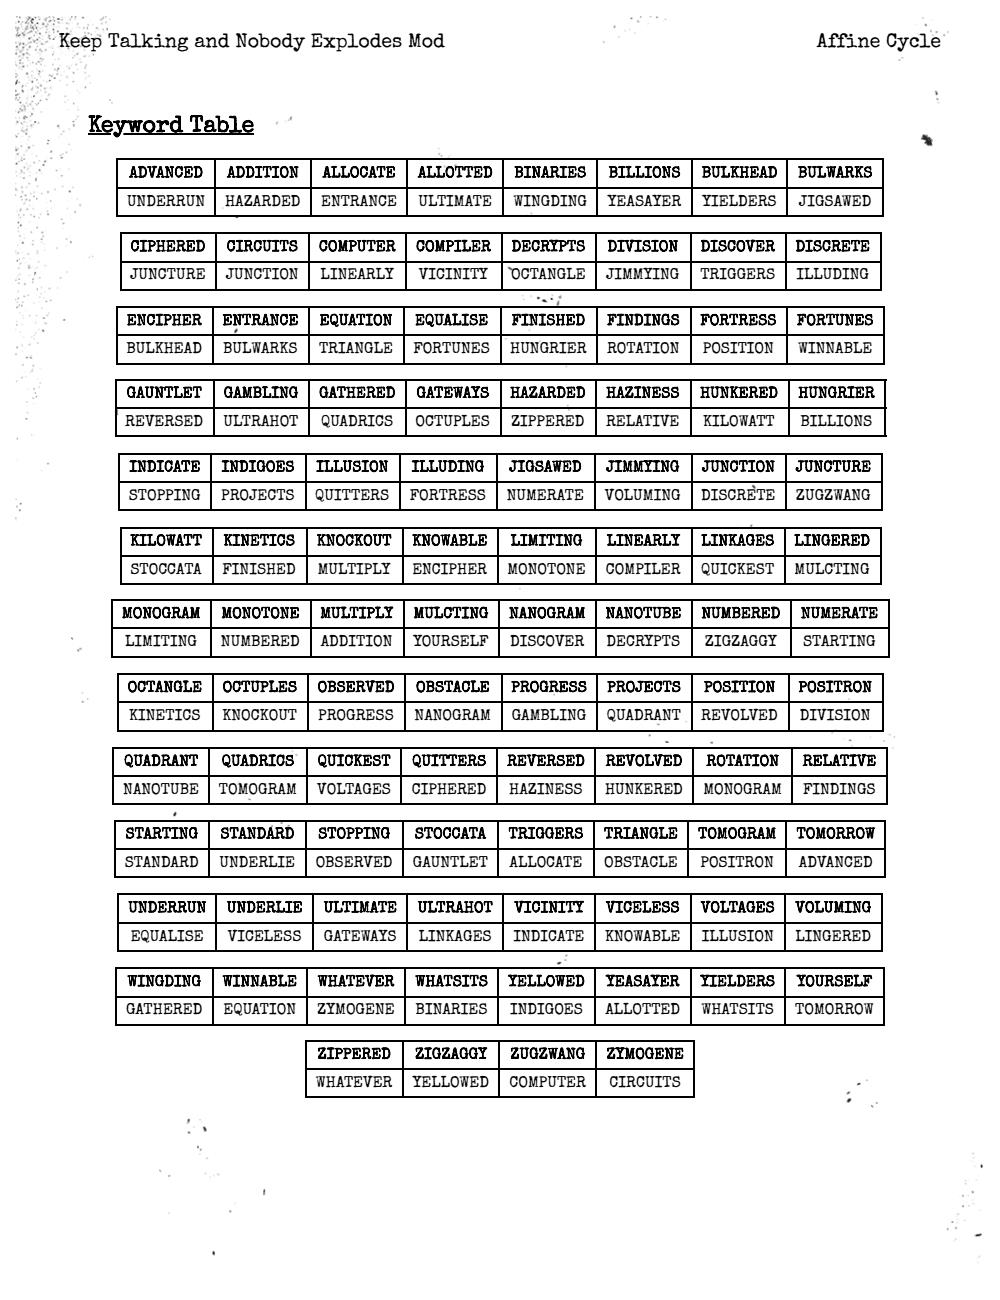 Keep Talking and Nobody Explodes Mod Affine Cycle
Keyword Table
ADVANCED ADDITION ALLOCATE ALLOTTED BINARIES BILLIONS BULKHEAD BULWARKS
UNDERRUN HAZARDED ENTRANCE ULTIMATE WINGDING YEASAYER YIELDERS JIGSAWED
CIPHERED CIRCUITS COMPUTER COMPILER DECRYPTS DIVISION DISCOVER DISCRETE
JUNCTURE JUNCTION LINEARLY VICINITY OCTANGLE JIMMYING TRIGGERS ILLUDING
ENCIPHER ENTRANCE EQUATION EQUALISE FINISHED FINDINGS FORTRESS FORTUNES
BULKHEAD BULWARKS TRIANGLE FORTUNES HUNGRIER ROTATION POSITION WINNABLE
GAUNTLET GAMBLING GATHERED GATEWAYS HAZARDED HAZINESS HUNKERED HUNGRIER
REVERSED ULTRAHOT QUADRICS OCTUPLES ZIPPERED RELATIVE KILOWATT BILLIONS
INDICATE INDIGOES ILLUSION ILLUDING JIGSAWED JIMMYING JUNCTION JUNCTURE
STOPPING PROJECTS QUITTERS FORTRESS NUMERATE VOLUMING DISCRETE ZUGZWANG
KILOWATT KINETICS KNOCKOUT KNOWABLE LIMITING LINEARLY LINKAGES LINGERED
STOCCATA FINISHED MULTIPLY ENCIPHER MONOTONE COMPILER QUICKEST MULCTING
MONOGRAM MONOTONE MULTIPLY MULCTING NANOGRAM NANOTUBE NUMBERED NUMERATE
LIMITING NUMBERED ADDITION YOURSELF DISCOVER DECRYPTS ZIGZAGGY STARTING
OCTANGLE OCTUPLES OBSERVED OBSTACLE PROGRESS PROJECTS POSITION POSITRON
KINETICS KNOCKOUT PROGRESS NANOGRAM GAMBLING QUADRANT REVOLVED DIVISION
QUADRANT QUADRICS QUICKEST QUITTERS REVERSED REVOLVED ROTATION RELATIVE
NANOTUBE TOMOGRAM VOLTAGES CIPHERED HAZINESS HUNKERED MONOGRAM FINDINGS
STARTING STANDARD STOPPING STOCCATA TRIGGERS TRIANGLE TOMOGRAM TOMORROW
STANDARD UNDERLIE OBSERVED GAUNTLET ALLOCATE OBSTACLE POSITRON ADVANCED
UNDERRUN UNDERLIE ULTIMATE ULTRAHOT VICINITY VICELESS VOLTAGES VOLUMING
EQUALISE VICELESS GATEWAYS LINKAGES INDICATE KNOWABLE ILLUSION LINGERED
WINGDING WINNABLE WHATEVER WHATSITS YELLOWED YEASAYER YIELDERS YOURSELF
GATHERED EQUATION ZYMOGENE BINARIES INDIGOES ALLOTTED WHATSITS TOMORROW
ZIPPERED ZIGZAGGY ZUGZWANG ZYMOGENE
WHATEVER YELLOWED COMPUTER CIRCUITS